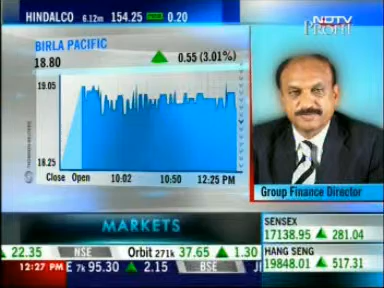 HINDALCO 6.12m 154.25 0.20
NDTV
PROFIT
BIRLA PACIFIC
18.80 ▲ 0.55 (3.01%)
19.05
18.25
Close Open 10:02 10:50 12:25 PM
THOMSON REUTERS
Group Finance Director
MARKETS
SENSEX
17138.95 ▲ 281.04
HANG SENG
19848.01 ▲ 517.31
22.35 NSE Orbit 271k 37.65 ▲ 1.30
12:27 PM E 7k 95.30 ▲ 2.15 BSE